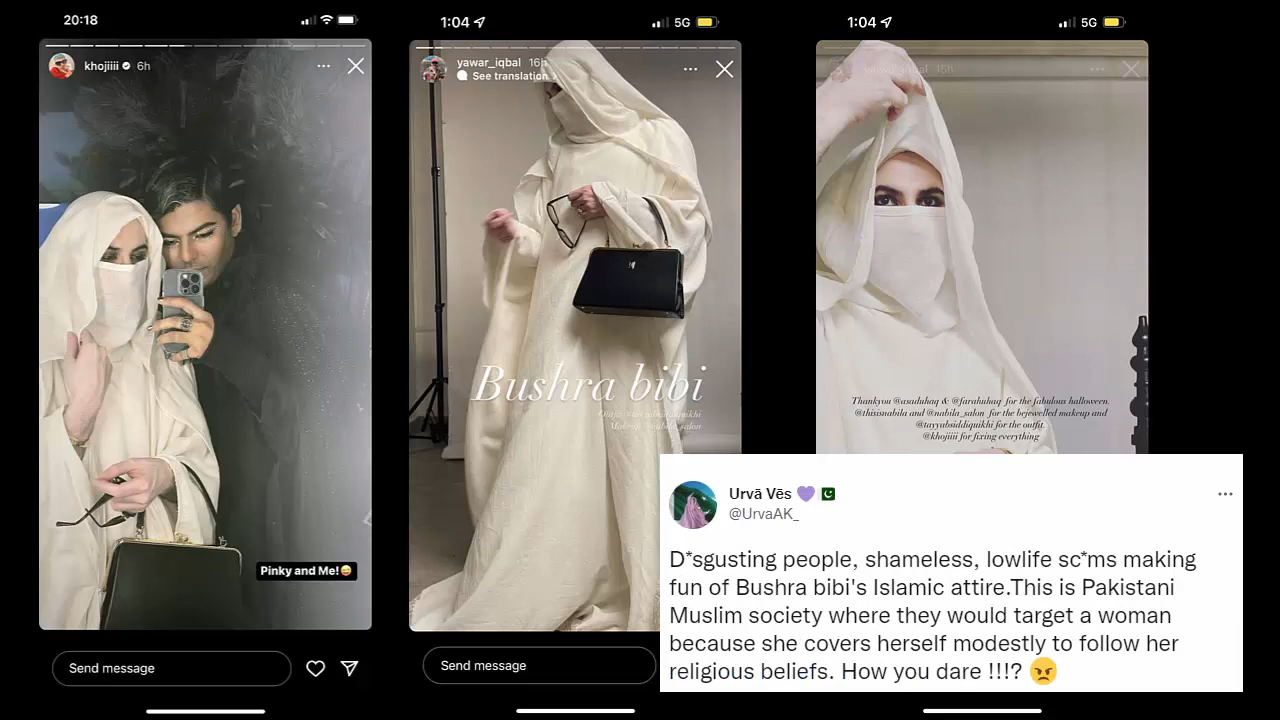 20:18
khojiiii 6h
Pinky and Me!😅
Send message
1:04
5G
yawar_iqbal 16h
See translation
Bushra bibi
Send message
1:04
5G
yawar_iqbal 15h
Thankyou @asaduhaq & @farahuhaq for the fabulous halloween.
@thisisnabila and @nabila_salon for the bejewelled makeup and
@tayyabsiddiquikhi for the outfit.
@khojiiii for fixing everything
Urvā Vēs 💜 🇵🇰
@UrvaAK_
D*sgusting people, shameless, lowlife sc*ms making
fun of Bushra bibi's Islamic attire.This is Pakistani
Muslim society where they would target a woman
because she covers herself modestly to follow her
religious beliefs. How you dare !!!? 😠